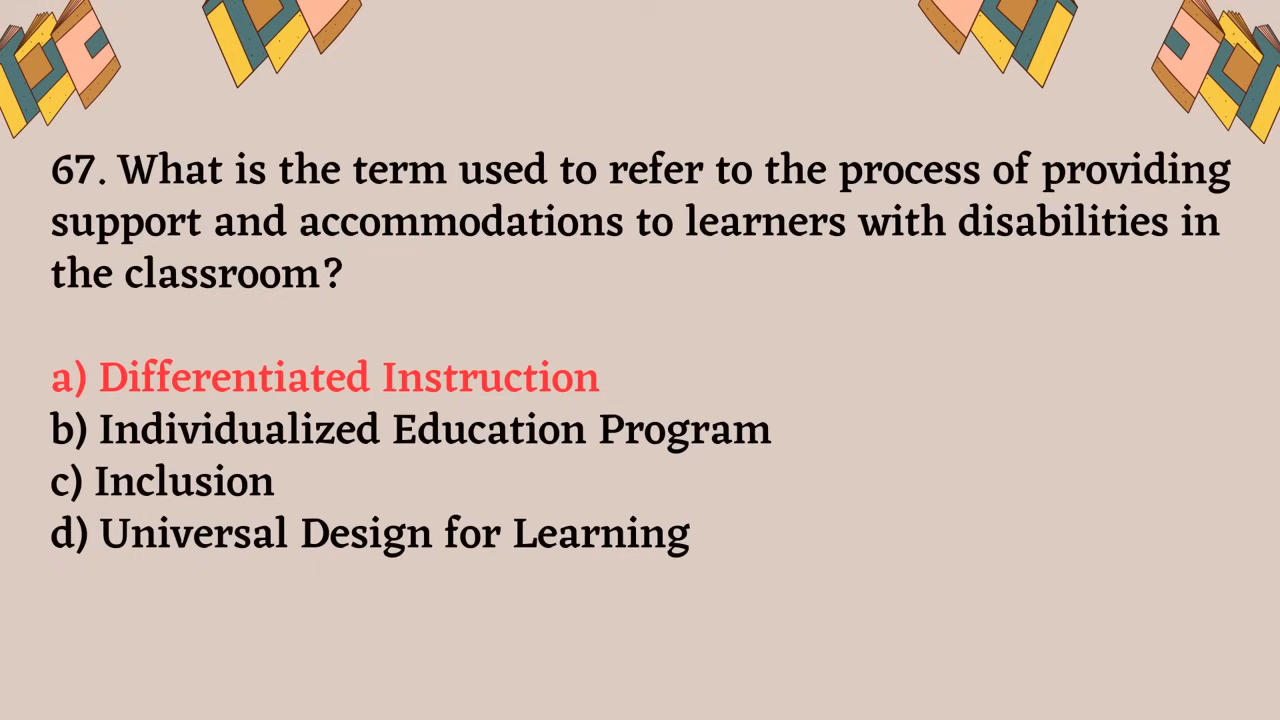 67. What is the term used to refer to the process of providing
support and accommodations to learners with disabilities in
the classroom?
a) Differentiated Instruction
b) Individualized Education Program
c) Inclusion
d) Universal Design for Learning